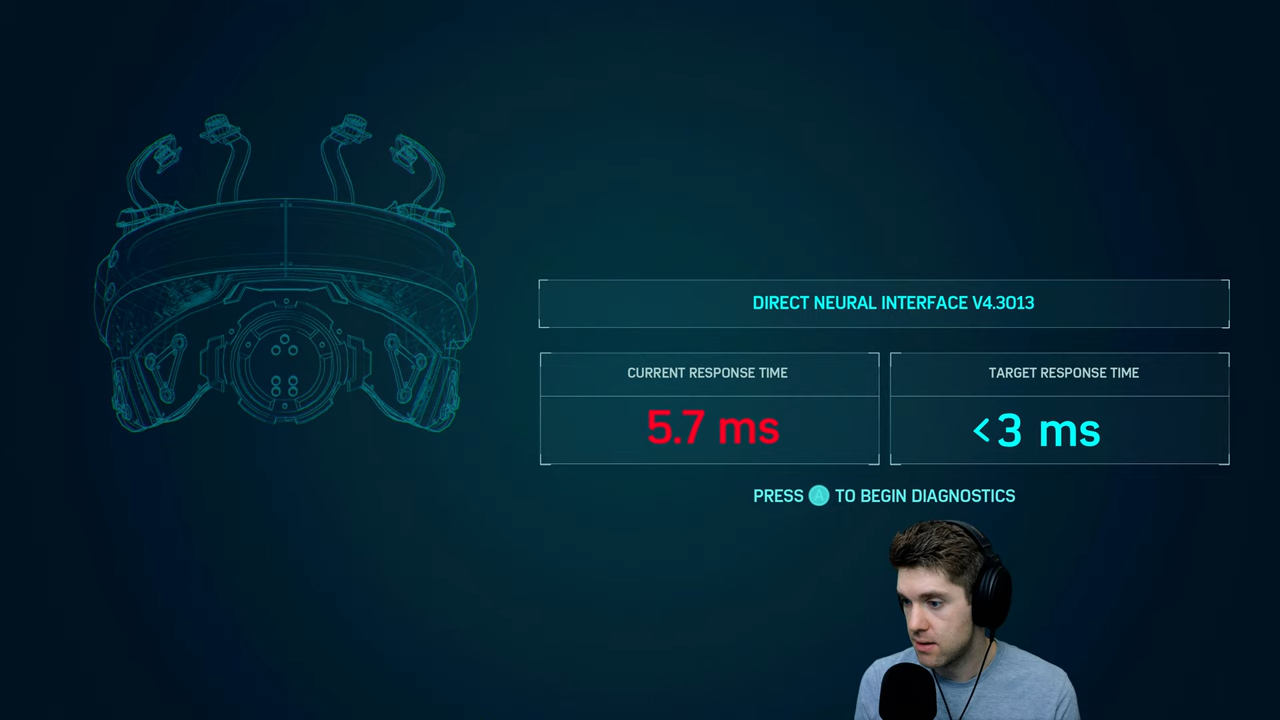 DIRECT NEURAL INTERFACE V4.3013
CURRENT RESPONSE TIME
TARGET RESPONSE TIME
5.7 ms
<3 ms
PRESS A TO BEGIN DIAGNOSTICS